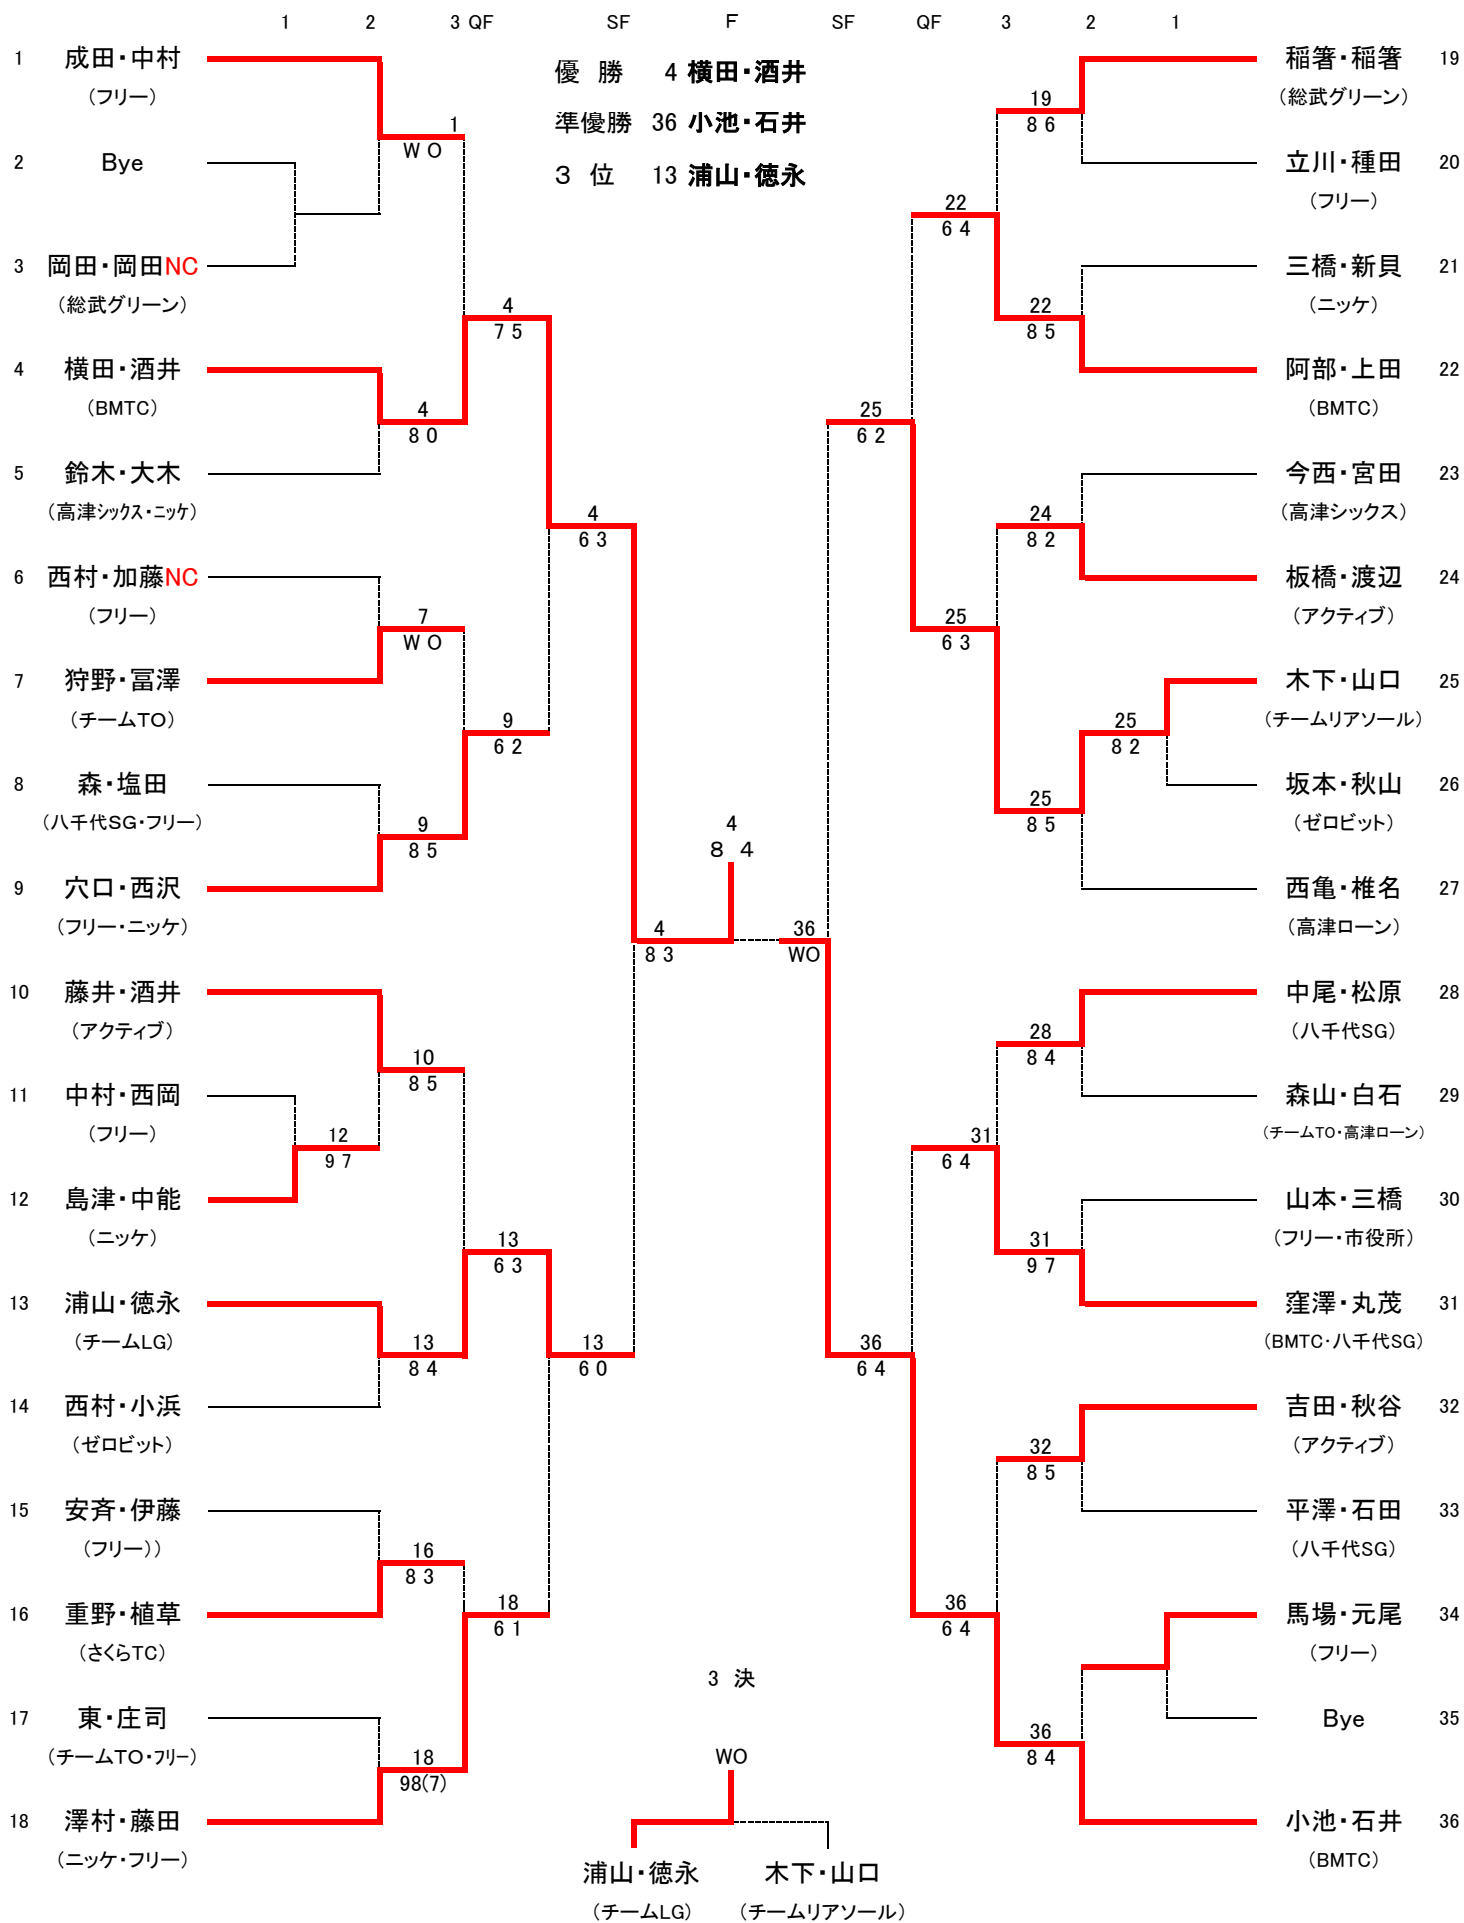 1 2 3 QF SF F SF QF 3 2 1
優 勝 4 横田・酒井
準優勝 36 小池・石井
3 位 13 浦山・徳永
1 成田・中村
(フリー)
2 Bye
3 岡田・岡田NC
(総武グリーン)
4 横田・酒井
(BMTC)
5 鈴木・大木
(高津シックス・ニッケ)
6 西村・加藤NC
(フリー)
7 狩野・冨澤
(チームTO)
8 森・塩田
(八千代SG・フリー)
9 穴口・西沢
(フリー・ニッケ)
10 藤井・酒井
(アクティブ)
11 中村・西岡
(フリー)
12 島津・中能
(ニッケ)
13 浦山・徳永
(チームLG)
14 西村・小浜
(ゼロビット)
15 安斉・伊藤
(フリー))
16 重野・植草
(さくらTC)
17 東・庄司
(チームTO・フリー)
18 澤村・藤田
(ニッケ・フリー)
1
W O
4
8 0
7
W O
9
8 5
10
8 5
12
9 7
13
8 4
16
8 3
18
98(7)
4
7 5
9
6 2
13
6 3
18
6 1
4
6 3
13
6 0
4
8 3
4
8 4
36
WO
25
6 2
36
6 4
22
6 4
25
6 3
31
6 4
36
6 4
19
8 6
22
8 5
24
8 2
25
8 2
25
8 5
28
8 4
31
9 7
32
8 5
36
8 4
稲箸・稲箸 19
(総武グリーン)
立川・種田 20
(フリー)
三橋・新貝 21
(ニッケ)
阿部・上田 22
(BMTC)
今西・宮田 23
(高津シックス)
板橋・渡辺 24
(アクティブ)
木下・山口 25
(チームリアソール)
坂本・秋山 26
(ゼロビット)
西亀・椎名 27
(高津ローン)
中尾・松原 28
(八千代SG)
森山・白石 29
(チームTO・高津ローン)
山本・三橋 30
(フリー・市役所)
窪澤・丸茂 31
(BMTC・八千代SG)
吉田・秋谷 32
(アクティブ)
平澤・石田 33
(八千代SG)
馬場・元尾 34
(フリー)
Bye 35
小池・石井 36
(BMTC)
3 決
WO
浦山・徳永 木下・山口
(チームLG) (チームリアソール)